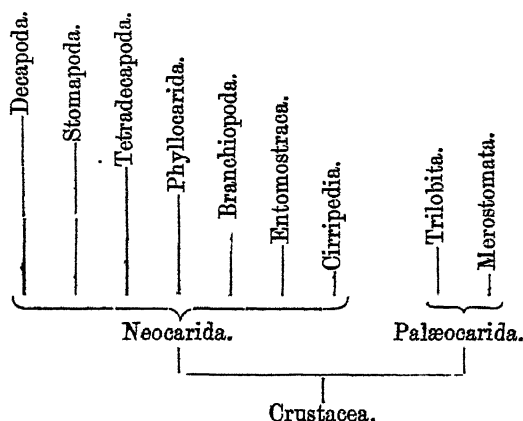 Decapoda.
Stomapoda.
Tetradecapoda.
Phyllocarida.
Branchiopoda.
Entomostraca.
Cirripedia.
Trilobita.
Merostomata.
Neocarida.
Palæocarida.
Crustacea.